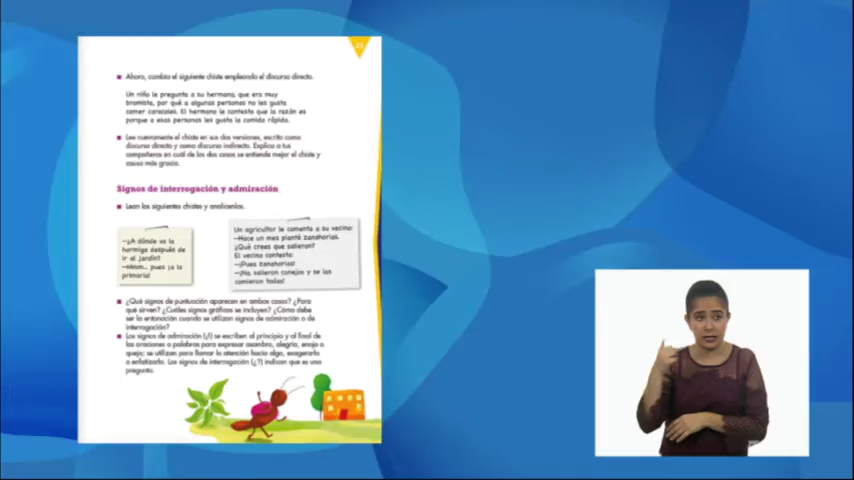 Ahora, cambia el siguiente chiste empleando el discurso directo.
Un niño le pregunta a su hermano, que era muy
bromista, por qué a algunas personas no les gusta
comer caracoles. El hermano le contesta que la razón es
porque a esas personas les gusta la comida rápida.
Lee nuevamente el chiste en sus dos versiones, escrito como
discurso directo y como discurso indirecto. Explica a tus
compañeros en cuál de los dos casos se entiende mejor el chiste y
causa más gracia.
Signos de interrogación y admiración
Lean los siguientes chistes y analícenlos.
—¿A dónde va la
hormiga después de
ir al jardín?
—Mmm... pues ¡a la
primaria!
Un agricultor le comenta a su vecino:
—Hace un mes planté zanahorias.
¿Qué crees que salieron?
El vecino contesta:
—¡Pues zanahorias!
—¡No, salieron conejos y se las
comieron todas!
¿Qué signos de puntuación aparecen en ambos casos? ¿Para
qué sirven? ¿Cuáles signos gráficos se incluyen? ¿Cómo debe
ser la entonación cuando se utilizan signos de admiración o de
interrogación?
Los signos de admiración (¡!) se escriben al principio y al final de
las oraciones o palabras para expresar asombro, alegría, enojo o
queja; se utilizan para llamar la atención hacia algo, exagerarlo
o enfatizarlo. Los signos de interrogación (¿?) indican que es una
pregunta.